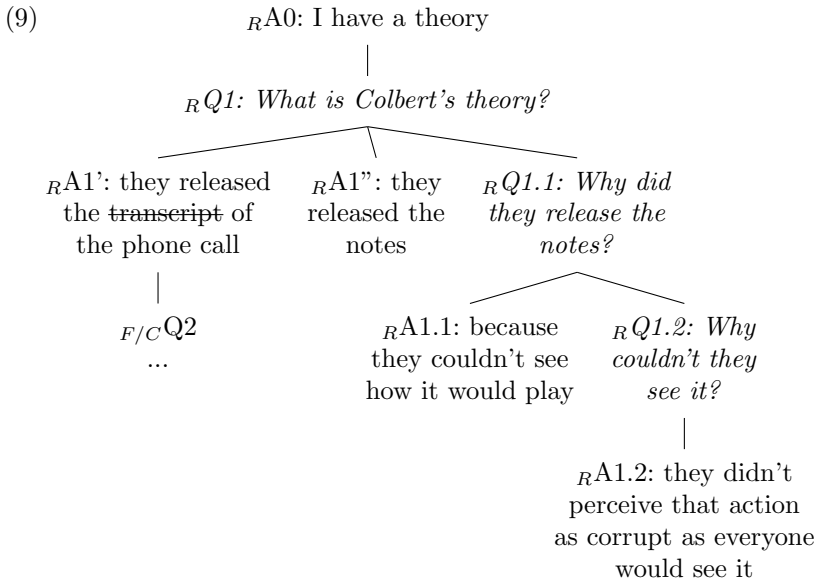 (9)
RA0: I have a theory
RQ1: What is Colbert's theory?
RA1': they released
the transcript of
the phone call
RA1”: they
released the
notes
RQ1.1: Why did
they release the
notes?
F/CQ2
...
RA1.1: because
they couldn't see
how it would play
RQ1.2: Why
couldn't they
see it?
RA1.2: they didn't
perceive that action
as corrupt as everyone
would see it